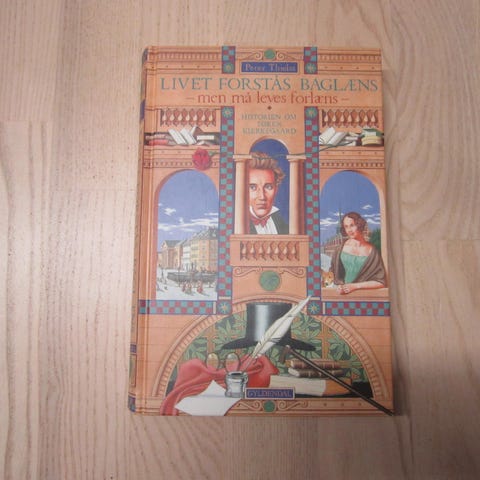 Peter Thielst
LIVET FORSTÅS BAGLÆNS
- men må leves forlæns -
HISTORIEN OM
SØREN
KIERKEGAARD
GYLDENDAL